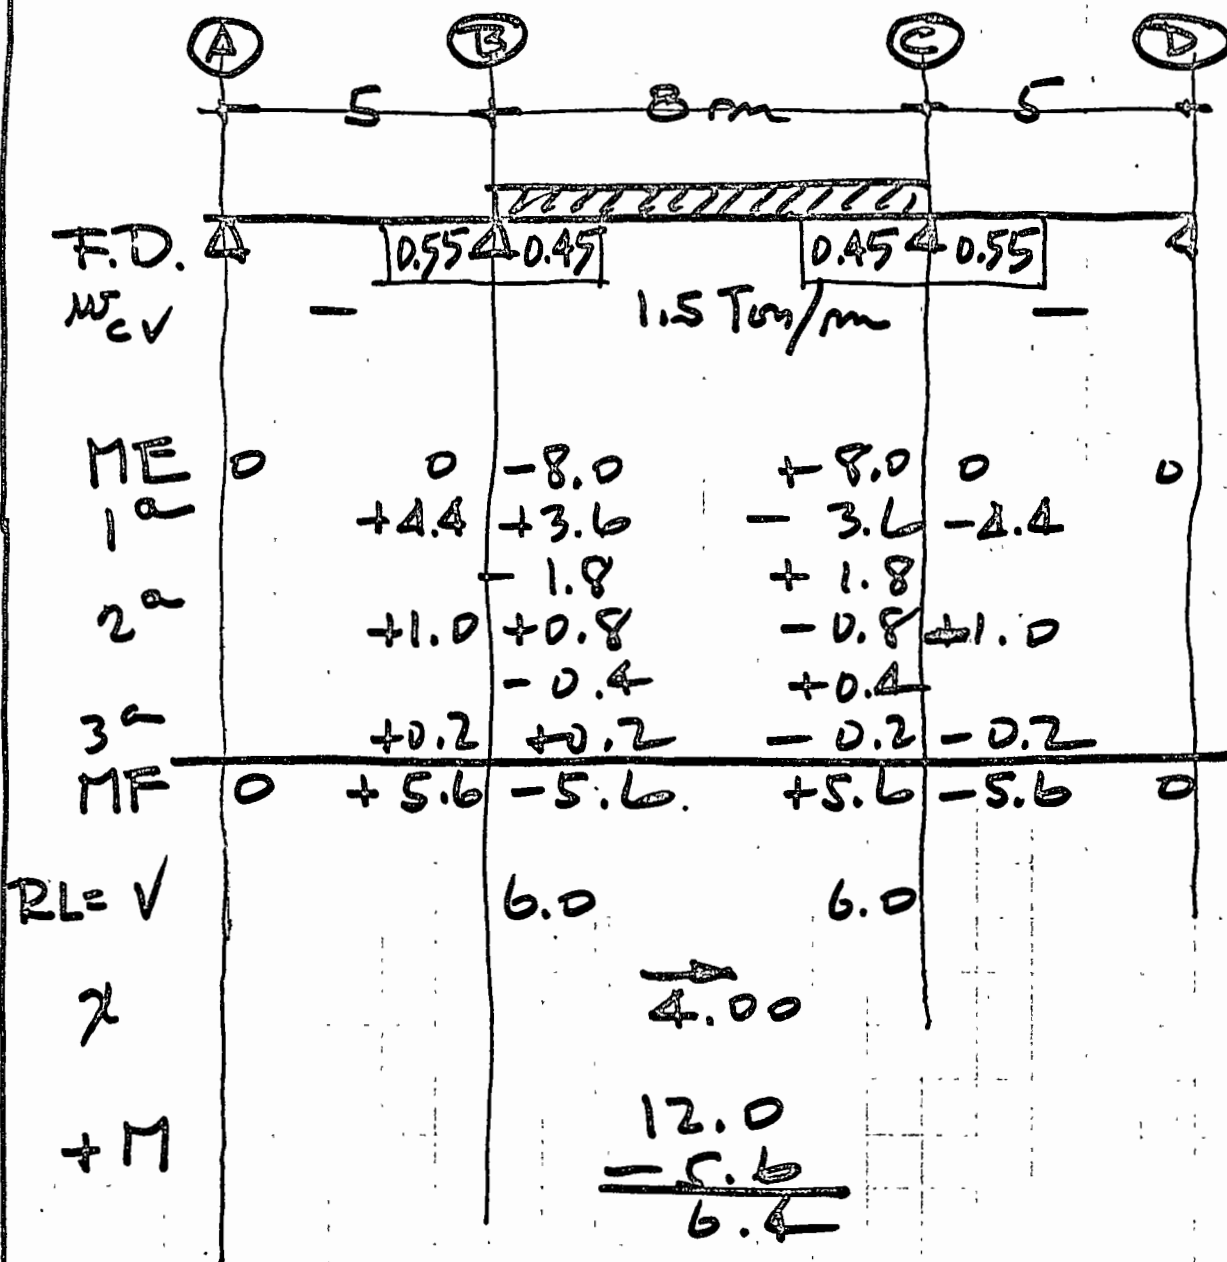 A B C D
5 8 m 5
F.D. 0.55 0.45 0.45 0.55
wcv - 1.5 Ton/m -
ME 0 0 -8.0 +8.0 0 0
1a +4.4 +3.6 - 3.6 -4.4
- 1.8 + 1.8
2a +1.0 +0.8 - 0.8 ±1.0
- 0.4 +0.4
3a +0.2 +0.2 - 0.2 - 0.2
MF 0 +5.6 -5.6. +5.6 -5.6 0
RL= V 6.0 6.0
x 4.00
+M 12.0
- 5.6
6.4